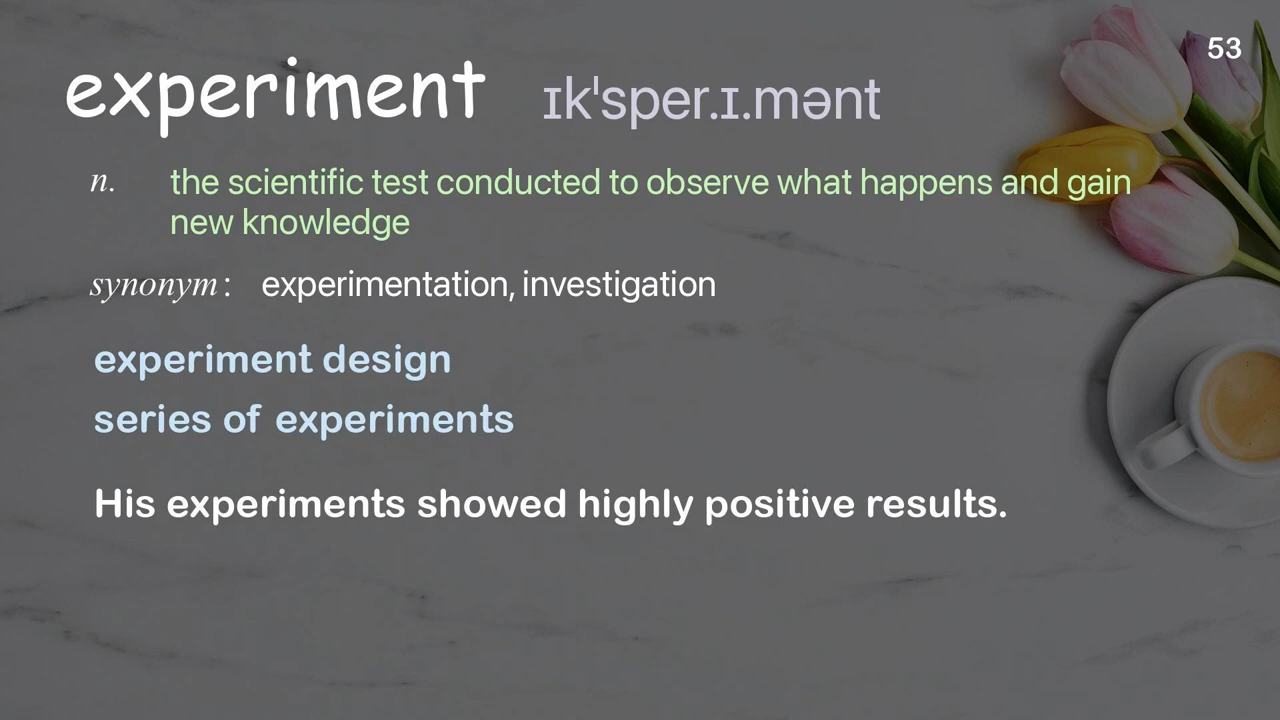 53
experiment ɪkˈsper.ɪ.mənt
n. the scientific test conducted to observe what happens and gain
new knowledge
synonym : experimentation, investigation
experiment design
series of experiments
His experiments showed highly positive results.